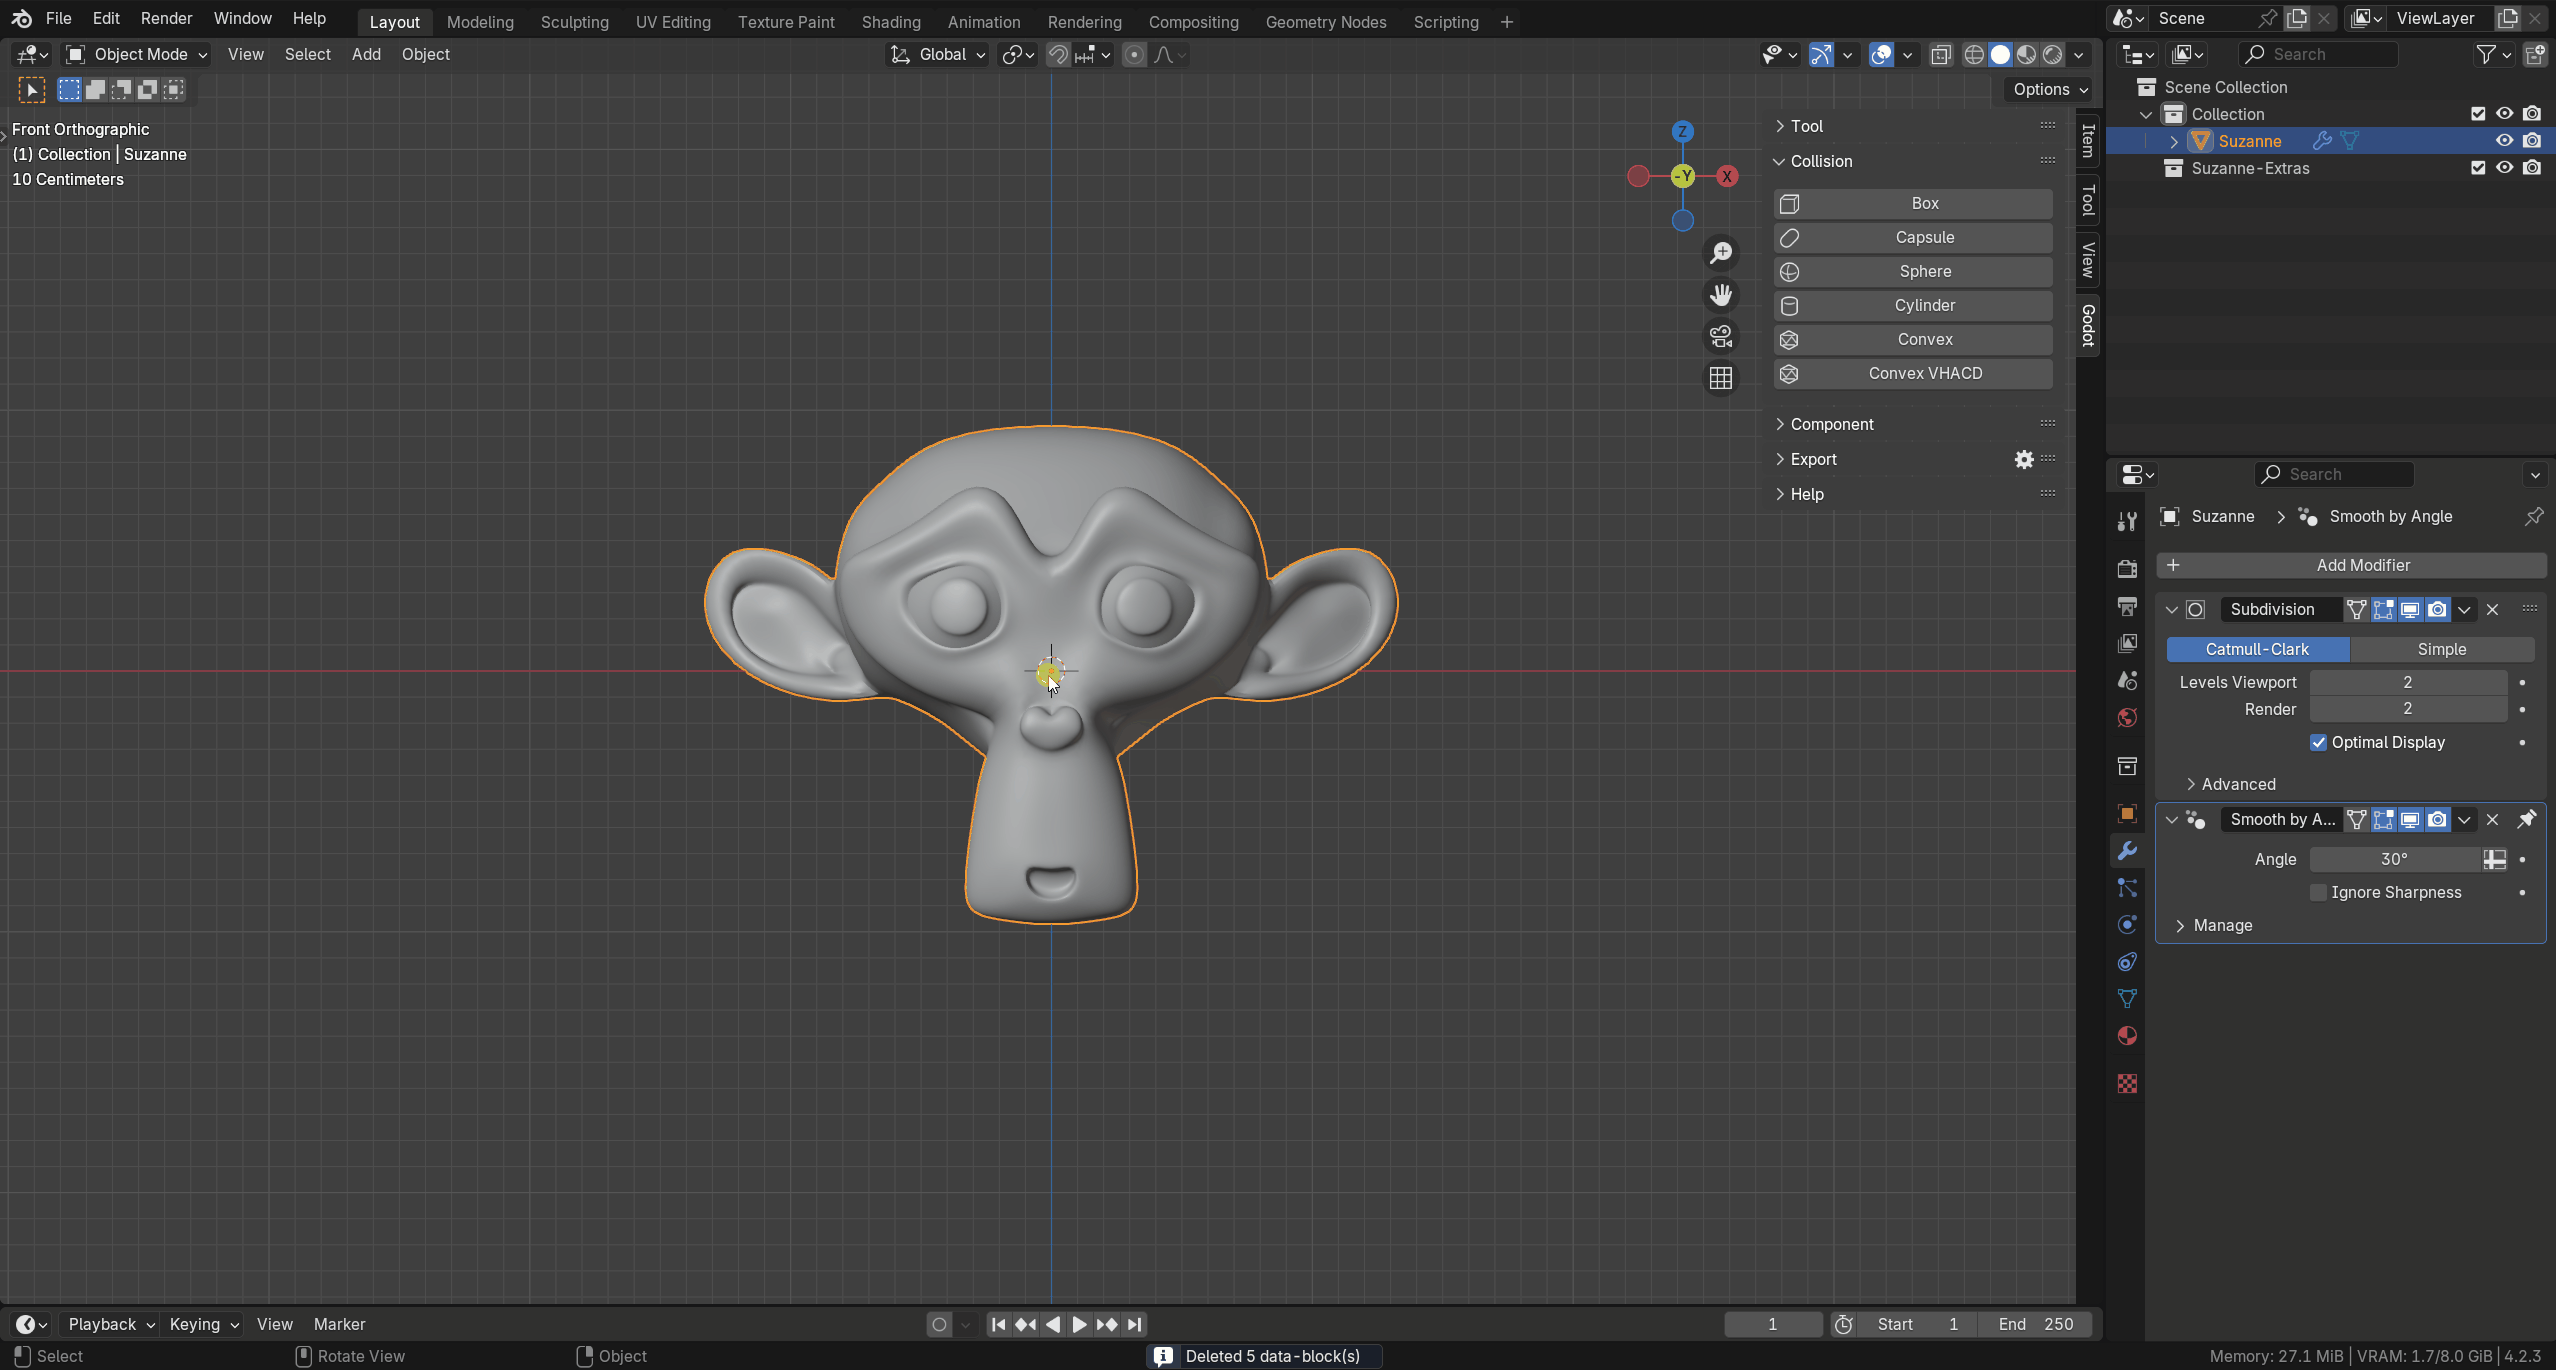 File Edit Render Window Help Layout Modeling Sculpting UV Editing Texture Paint Shading Animation Rendering Compositing Geometry Nodes Scripting + Scene ViewLayer
Object Mode View Select Add Object Global Search
Options
Front Orthographic
(1) Collection | Suzanne
10 Centimeters
Z
-Y
X
Tool
Collision
Box
Capsule
Sphere
Cylinder
Convex
Convex VHACD
Component
Export
Help
Item
Tool
View
Godot
Scene Collection
Collection
Suzanne
Suzanne-Extras
Search
Suzanne > Smooth by Angle
+ Add Modifier
Subdivision
Catmull-Clark Simple
Levels Viewport 2
Render 2
Optimal Display
Advanced
Smooth by A...
Angle 30°
Ignore Sharpness
Manage
Playback Keying View Marker 1 Start 1 End 250
Select Rotate View Object Deleted 5 data-block(s) Memory: 27.1 MiB | VRAM: 1.7/8.0 GiB | 4.2.3